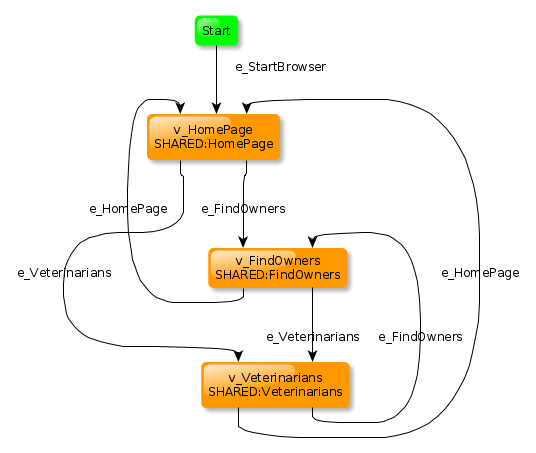 Start
e_StartBrowser
v_HomePage
SHARED:HomePage
e_HomePage
e_FindOwners
v_FindOwners
SHARED:FindOwners
e_Veterinarians
e_HomePage
e_Veterinarians
e_FindOwners
v_Veterinarians
SHARED:Veterinarians